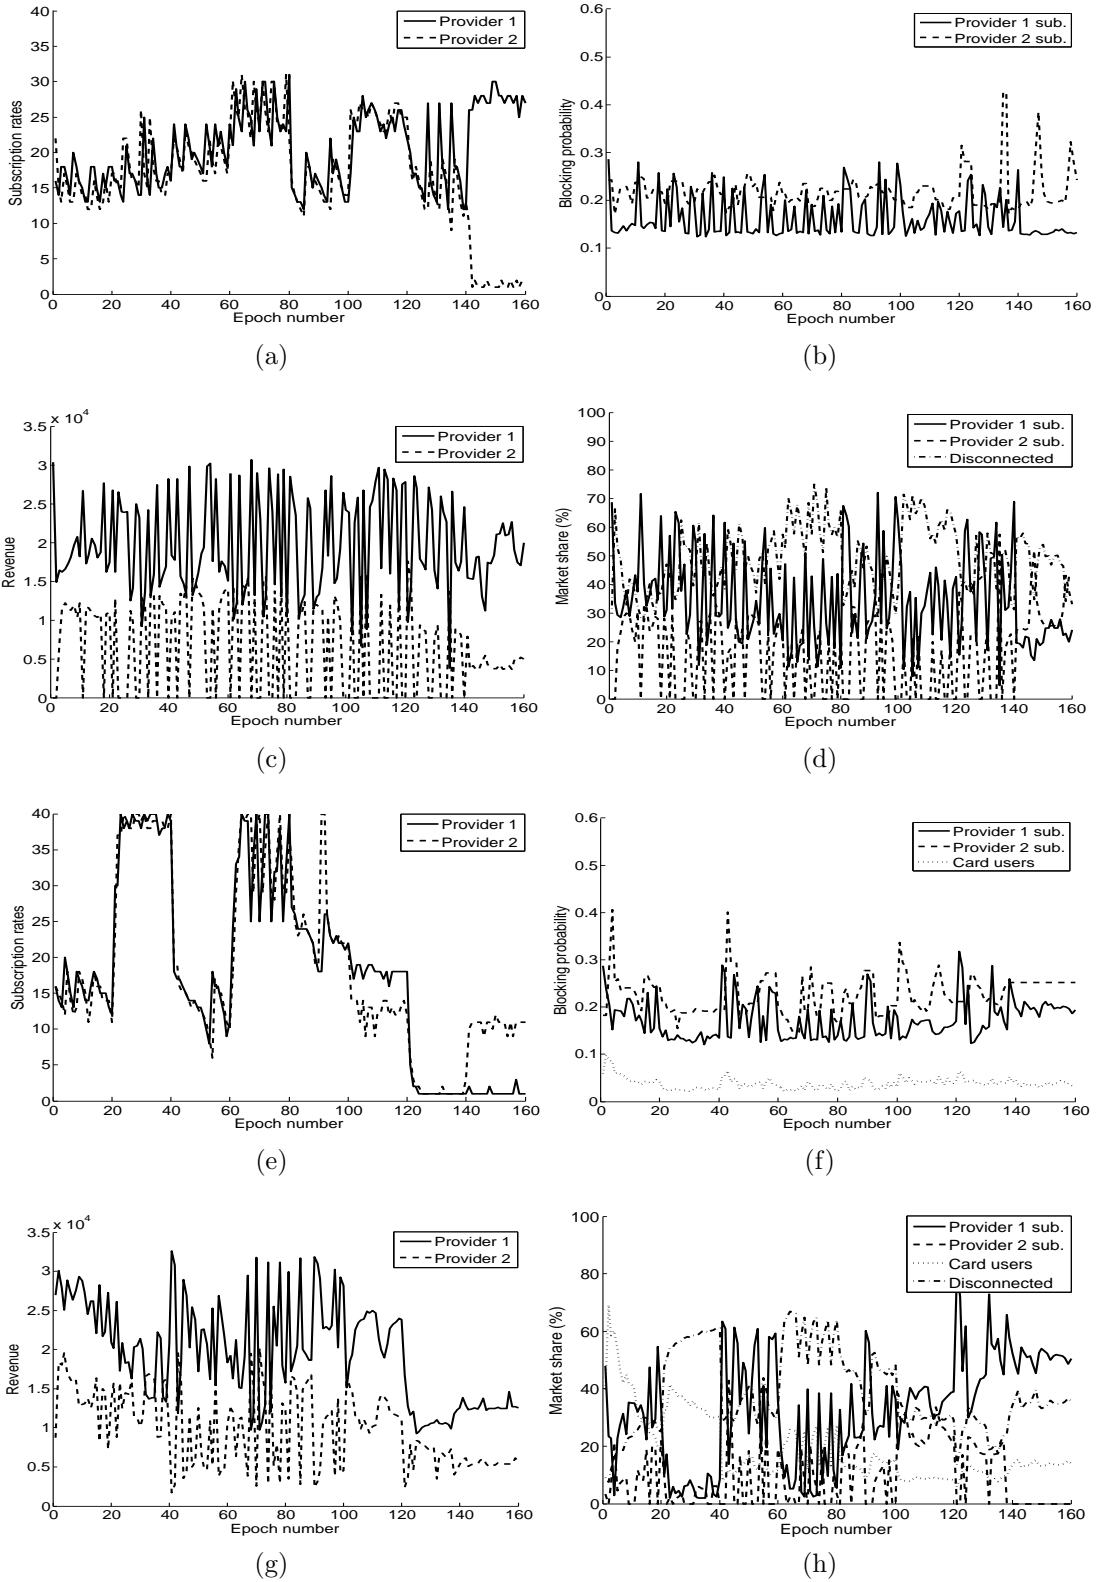 40
35
30
25
20
15
10
5
0
0 20 40 60 80 100 120 140 160
Subscription rates
Epoch number
Provider 1
Provider 2
(a)
0.6
0.5
0.4
0.3
0.2
0.1
0
0 20 40 60 80 100 120 140 160
Blocking probability
Epoch number
Provider 1 sub.
Provider 2 sub.
(b)
x 10^4
3.5
3
2.5
2
1.5
1
0.5
0
0 20 40 60 80 100 120 140 160
Revenue
Epoch number
Provider 1
Provider 2
(c)
100
90
80
70
60
50
40
30
20
10
0
0 20 40 60 80 100 120 140 160
Market share (%)
Epoch number
Provider 1 sub.
Provider 2 sub.
Disconnected
(d)
40
35
30
25
20
15
10
5
0
0 20 40 60 80 100 120 140 160
Subscription rates
Epoch number
Provider 1
Provider 2
(e)
0.6
0.5
0.4
0.3
0.2
0.1
0
0 20 40 60 80 100 120 140 160
Blocking probability
Epoch number
Provider 1 sub.
Provider 2 sub.
Card users
(f)
x 10^4
3.5
3
2.5
2
1.5
1
0.5
0
0 20 40 60 80 100 120 140 160
Revenue
Epoch number
Provider 1
Provider 2
(g)
100
80
60
40
20
0
0 20 40 60 80 100 120 140 160
Market share (%)
Epoch number
Provider 1 sub.
Provider 2 sub.
Card users
Disconnected
(h)